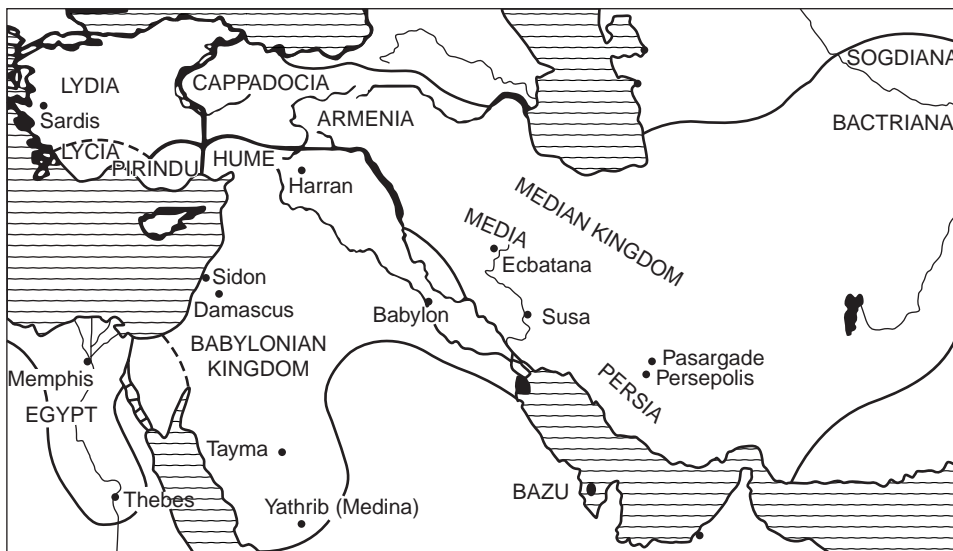 SOGDIANA
LYDIA
CAPPADOCIA
Sardis
ARMENIA
BACTRIANA
LYCIA
PIRINDU
HUME
Harran
MEDIAN KINGDOM
MEDIA
Ecbatana
Sidon
Damascus
Babylon
Susa
BABYLONIAN
KINGDOM
Memphis
Pasargade
Persepolis
PERSIA
EGYPT
Tayma
Thebes
BAZU
Yathrib (Medina)